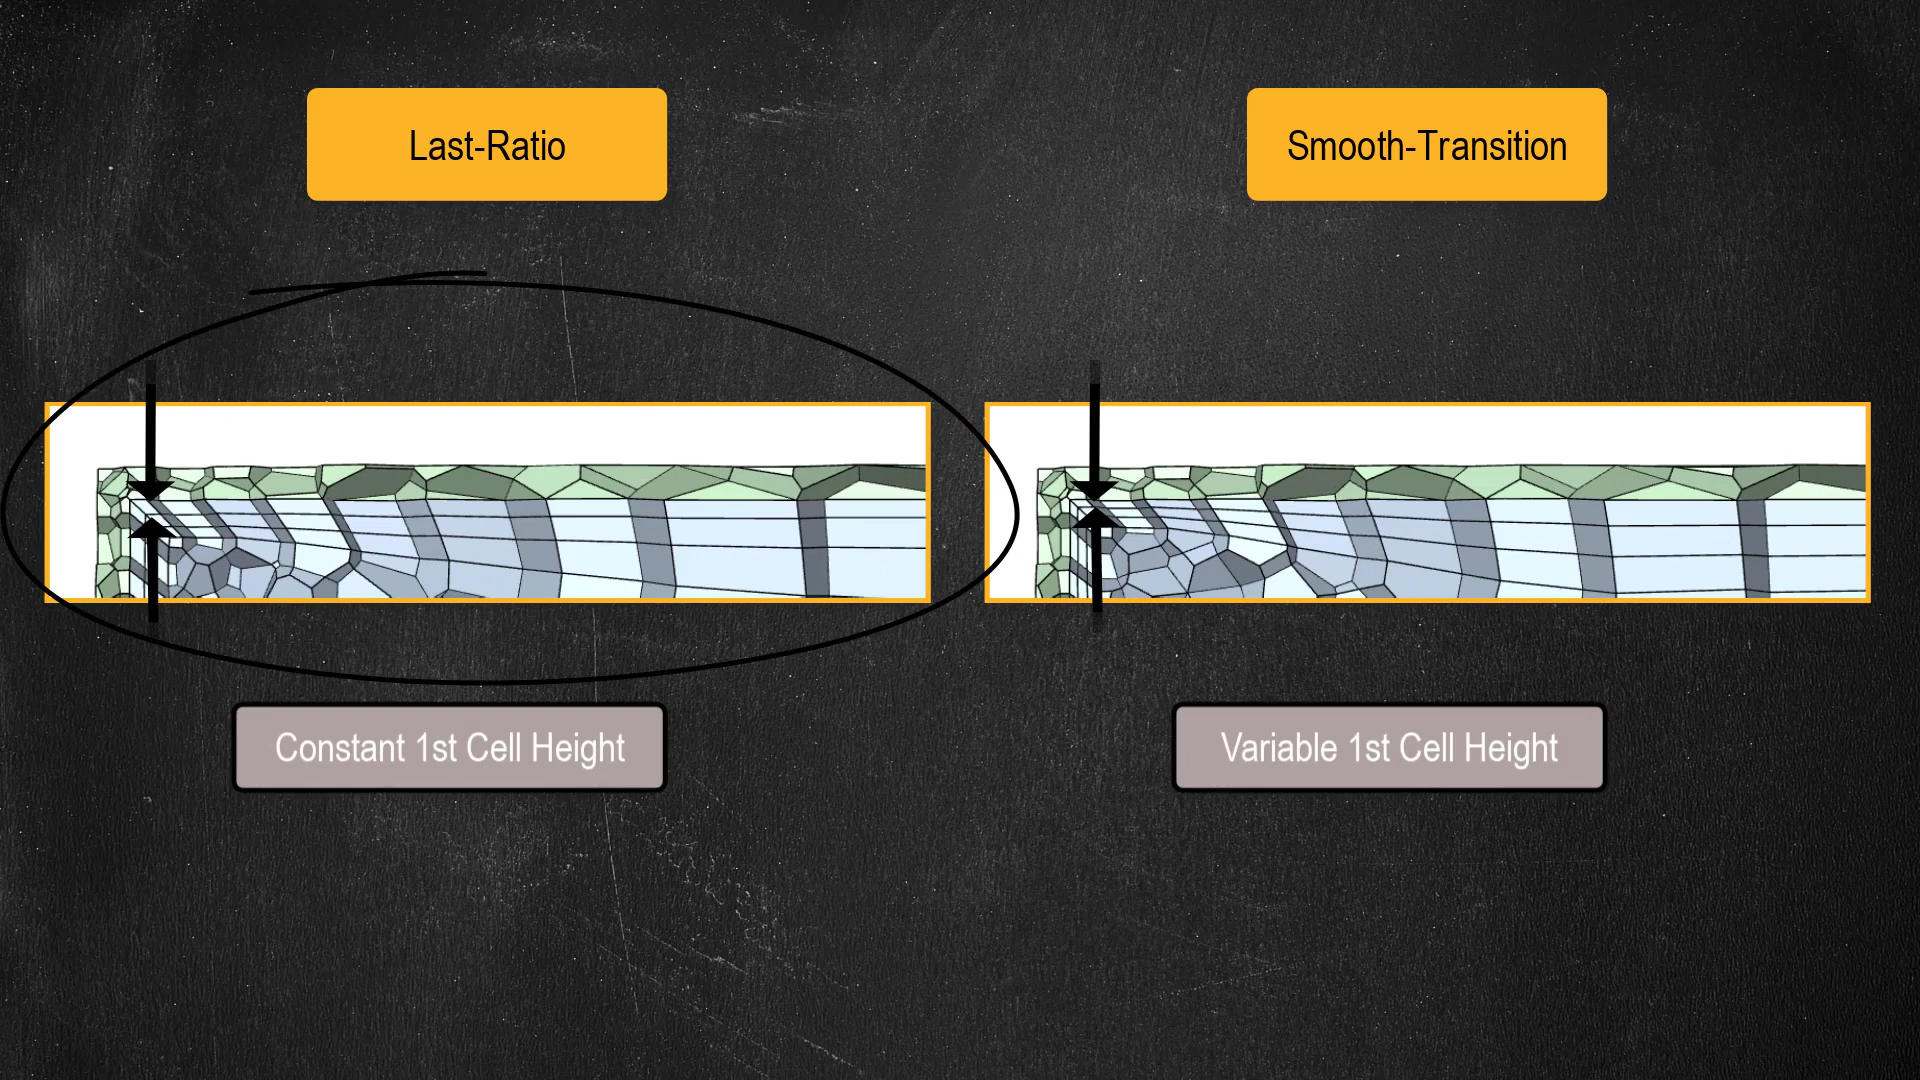 Last-Ratio
Smooth-Transition
Constant 1st Cell Height
Variable 1st Cell Height